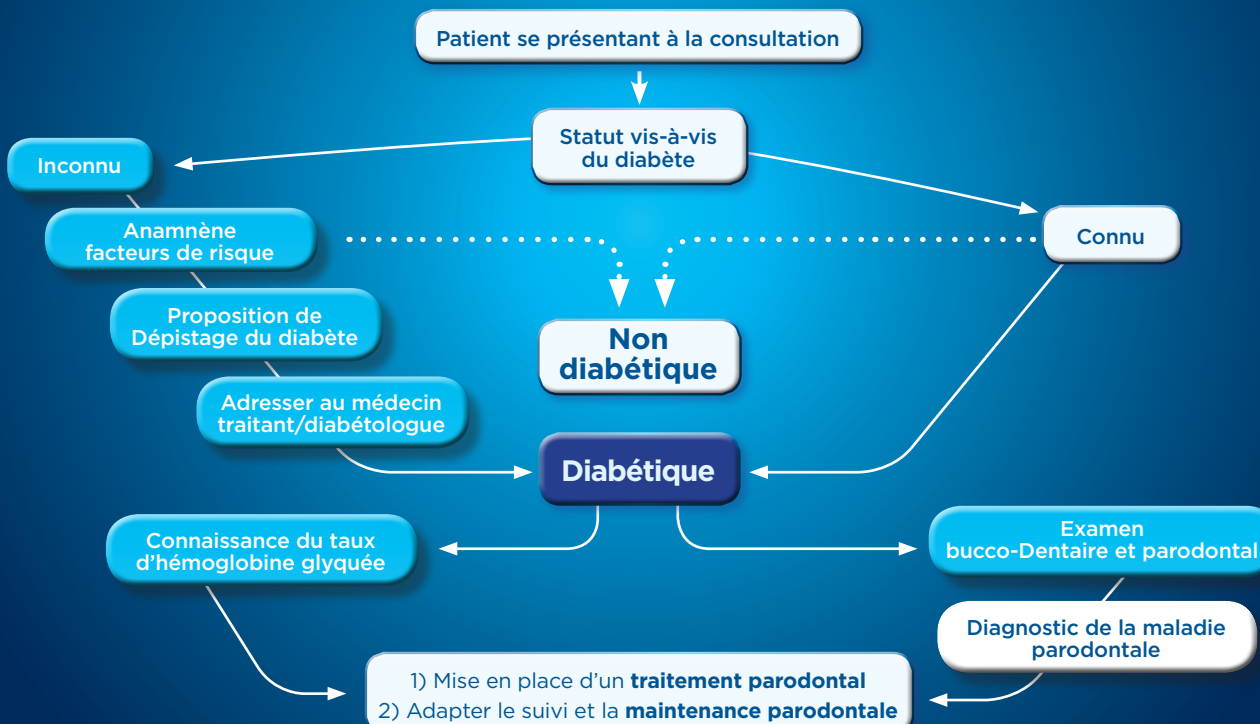 Patient se présentant à la consultation
Statut vis-à-vis
du diabète
Inconnu
Connu
Anamnène
facteurs de risque
Proposition de
Dépistage du diabète
Adresser au médecin
traitant/diabétologue
Non
diabétique
Diabétique
Connaissance du taux
d'hémoglobine glyquée
Examen
bucco-Dentaire et parodontal
Diagnostic de la maladie
parodontale
1) Mise en place d'un traitement parodontal
2) Adapter le suivi et la maintenance parodontale